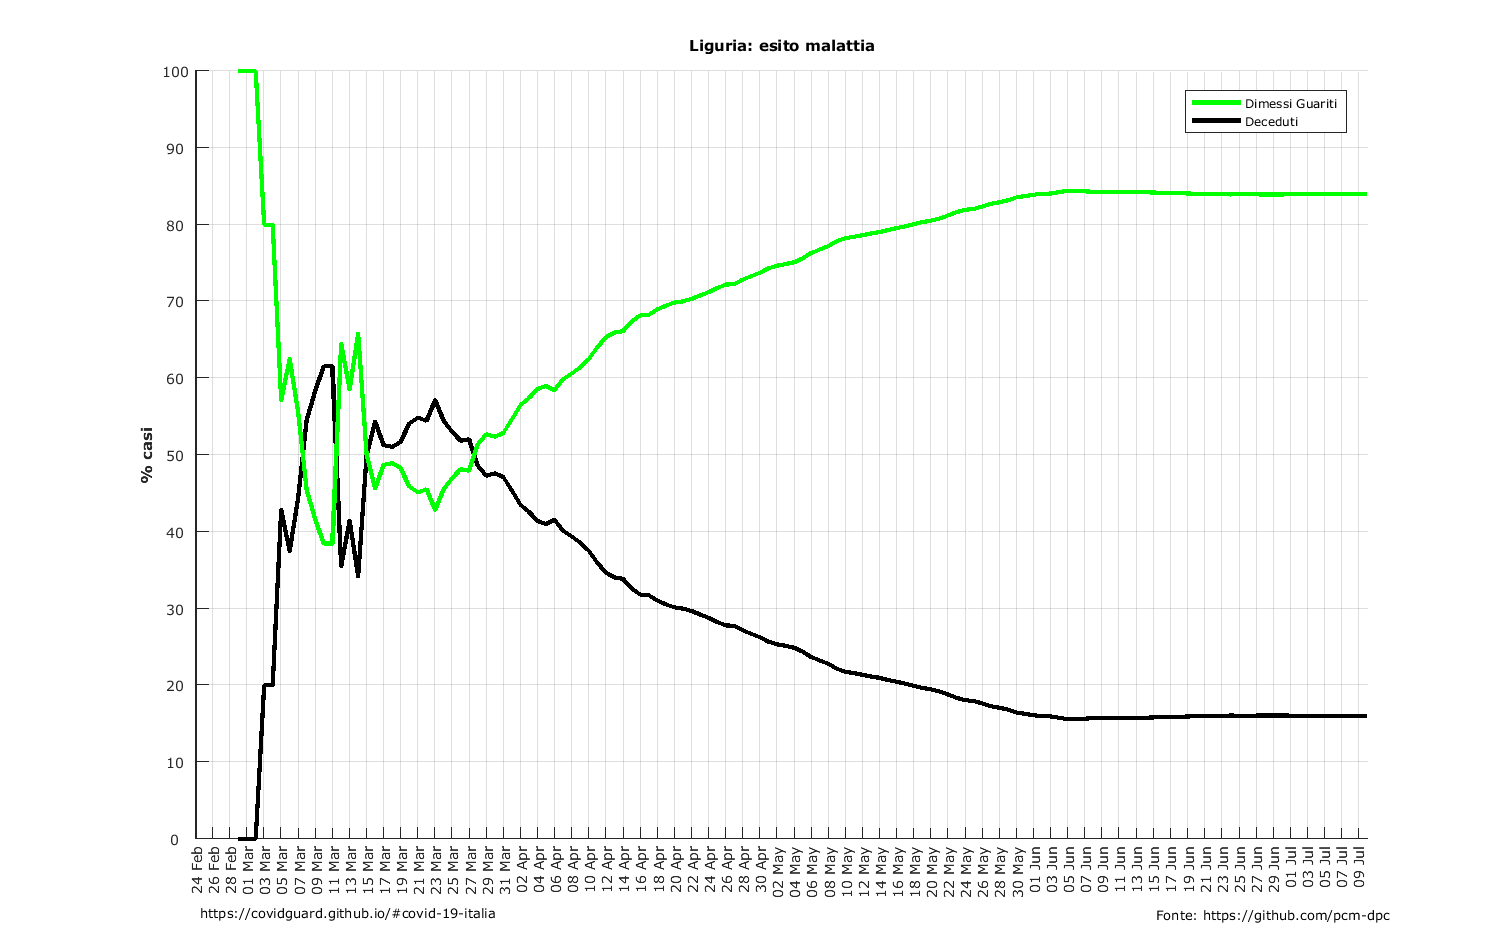 Liguria: esito malattia
100
90
80
70
60
50
40
30
20
10
0
% casi
Dimessi Guariti
Deceduti
24 Feb
26 Feb
28 Feb
01 Mar
03 Mar
05 Mar
07 Mar
09 Mar
11 Mar
13 Mar
15 Mar
17 Mar
19 Mar
21 Mar
23 Mar
25 Mar
27 Mar
29 Mar
31 Mar
02 Apr
04 Apr
06 Apr
08 Apr
10 Apr
12 Apr
14 Apr
16 Apr
18 Apr
20 Apr
22 Apr
24 Apr
26 Apr
28 Apr
30 Apr
02 May
04 May
06 May
08 May
10 May
12 May
14 May
16 May
18 May
20 May
22 May
24 May
26 May
28 May
30 May
01 Jun
03 Jun
05 Jun
07 Jun
09 Jun
11 Jun
13 Jun
15 Jun
17 Jun
19 Jun
21 Jun
23 Jun
25 Jun
27 Jun
29 Jun
01 Jul
03 Jul
05 Jul
07 Jul
09 Jul
https://covidguard.github.io/#covid-19-italia
Fonte: https://github.com/pcm-dpc